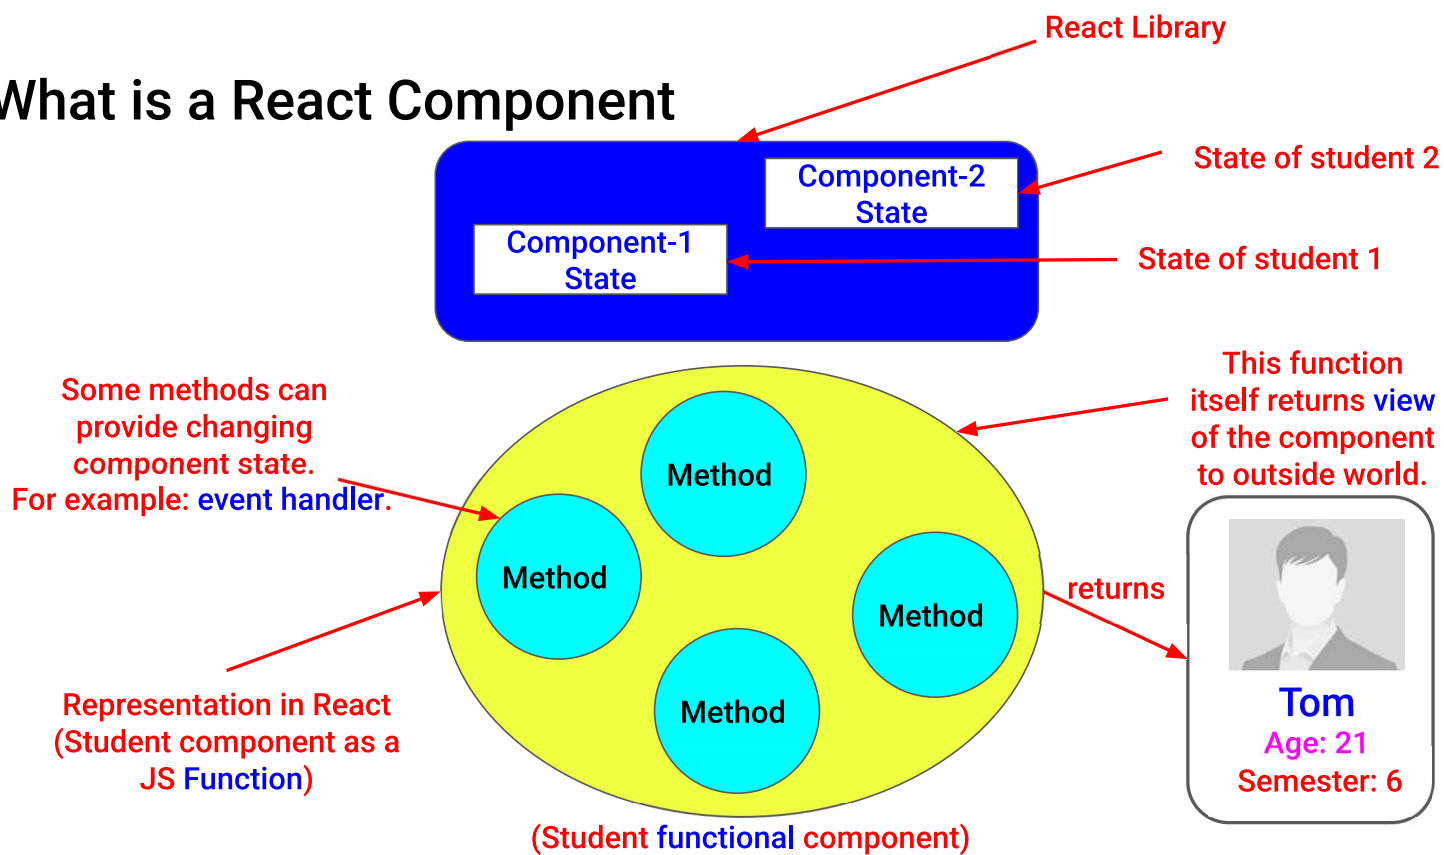 React Library
What is a React Component
Component-2
State
State of student 2
Component-1
State
State of student 1
Some methods can
provide changing
component state.
For example: event handler.
This function
itself returns view
of the component
to outside world.
Method
Method
Method
Method
returns
Representation in React
(Student component as a
JS Function)
Tom
Age: 21
Semester: 6
(Student functional component)